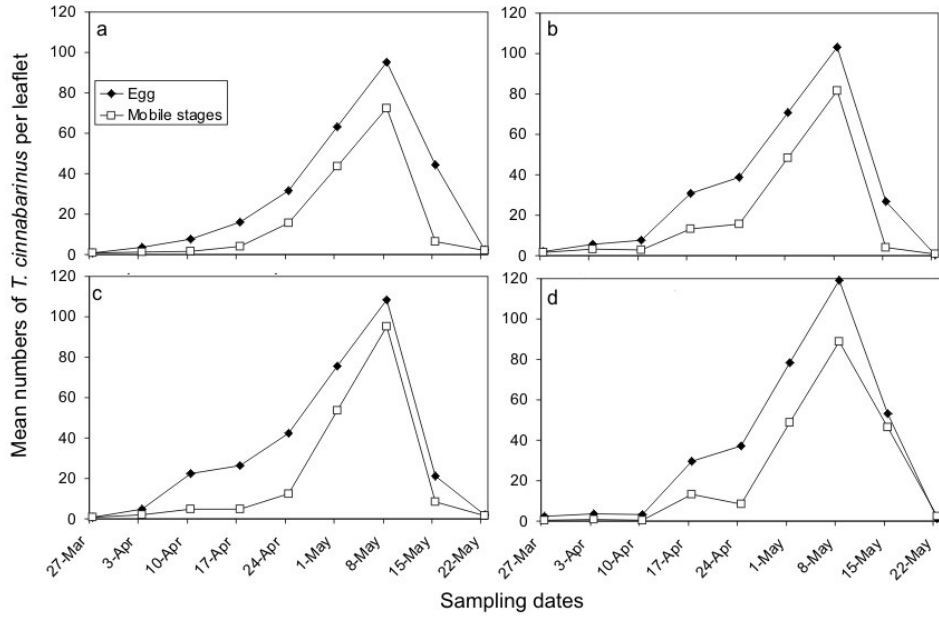 Mean numbers of T. cinnabarinus per leaflet
120
100
80
60
40
20
0
a
Egg
Mobile stages
120
100
80
60
40
20
0
b
120
100
80
60
40
20
0
c
27-Mar
3-Apr
10-Apr
17-Apr
24-Apr
1-May
8-May
15-May
22-May
120
100
80
60
40
20
0
d
27-Mar
3-Apr
10-Apr
17-Apr
24-Apr
1-May
8-May
15-May
22-May
Sampling dates